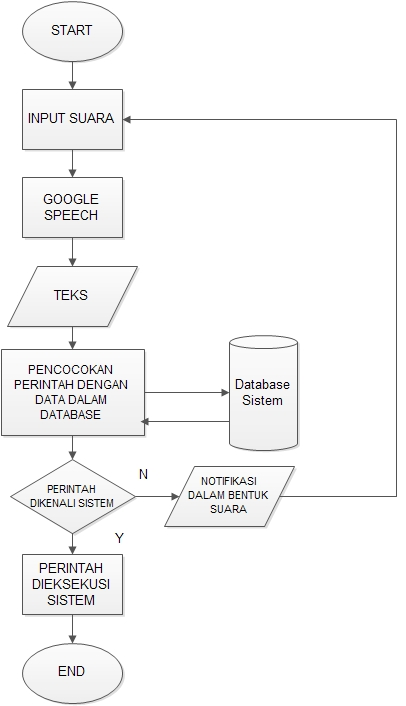 START
INPUT SUARA
GOOGLE
SPEECH
TEKS
PENCOCOKAN
PERINTAH DENGAN
DATA DALAM
DATABASE
Database
Sistem
PERINTAH
DIKENALI SISTEM
N
NOTIFIKASI
DALAM BENTUK
SUARA
Y
PERINTAH
DIEKSEKUSI
SISTEM
END